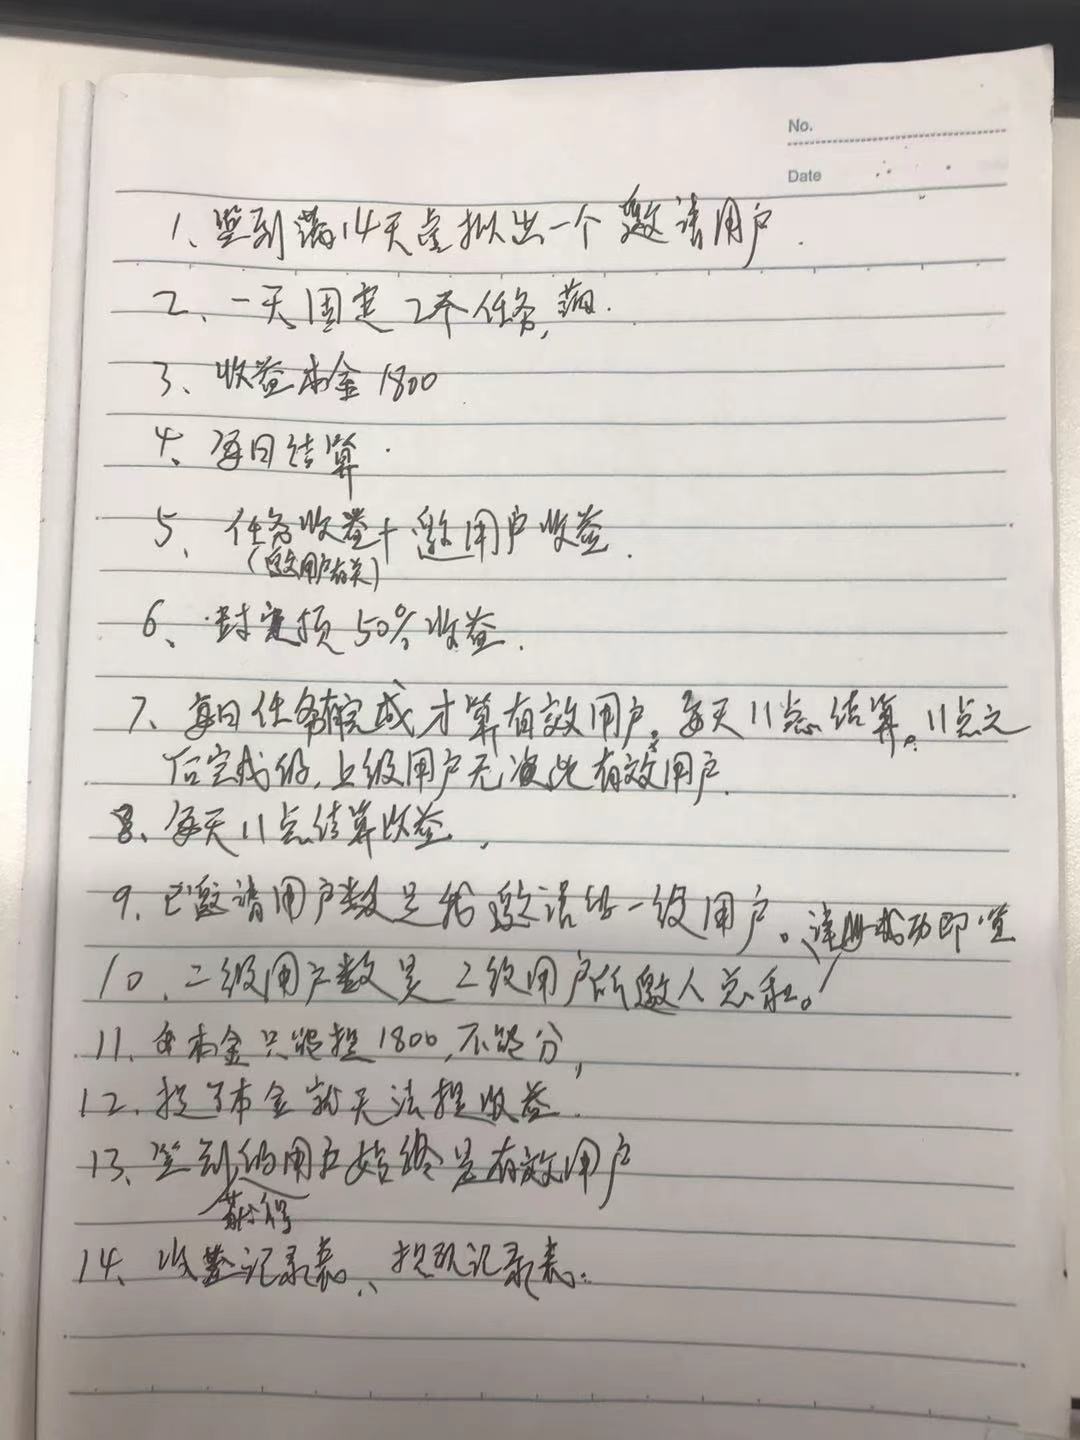 No.
Date
1、签到满14天虚拟出一个邀请用户.
2、一天固定2个任务,
3、收益本金1800
4、每日结算.
5、任务收益+邀用户收益.
(邀用户有关)
6、封定顶50%收益.
7、每日任务有完成才算有效用户。每天11点结算。11点之
后完成的,上级用户无法此有效用户.
8、每天11点结算收益.
9、已邀请用户数是我邀请的一级用户。注册成功即算
10、二级用户数是2级用户所邀人总和。
11、本金只能提1800,不能分,
12、提了本金就无法提收益.
13、签到的用户始终是有效用户
获得
14、收益记录表、提现记录表.